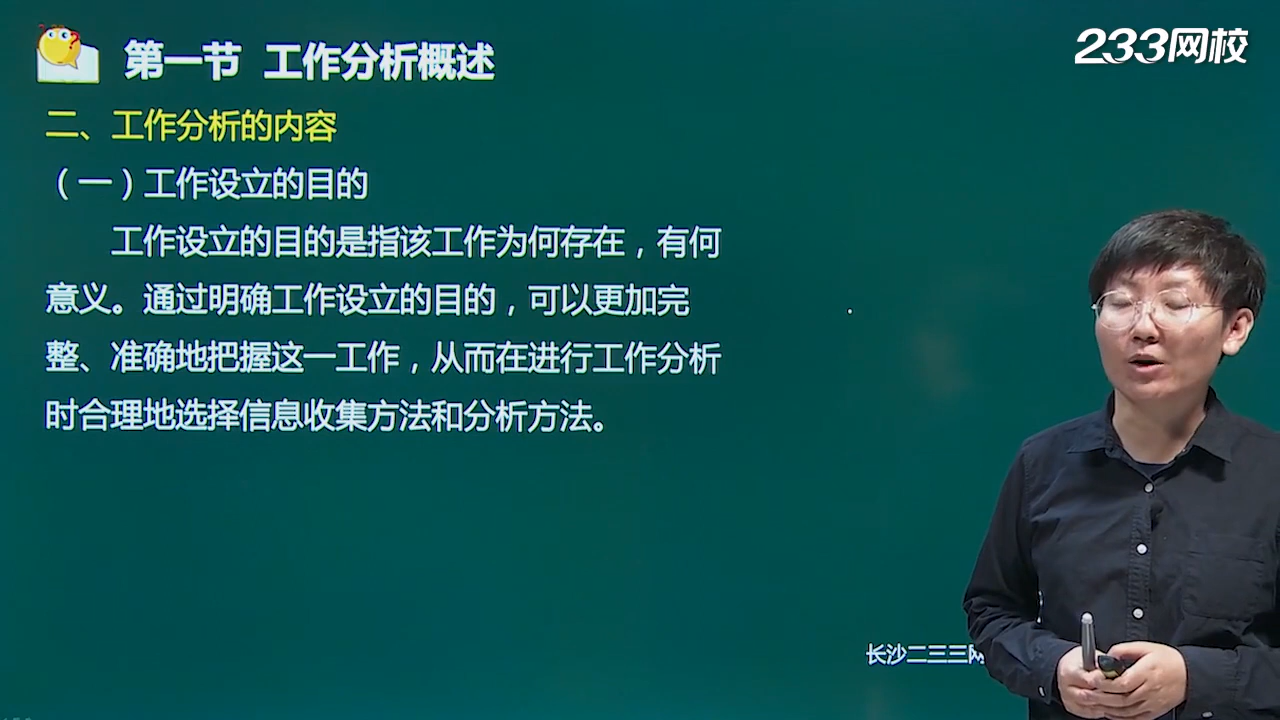 233网校
第一节 工作分析概述
二、工作分析的内容
（一）工作设立的目的
工作设立的目的是指该工作为何存在，有何
意义。通过明确工作设立的目的，可以更加完
整、准确地把握这一工作，从而在进行工作分析
时合理地选择信息收集方法和分析方法。
长沙二三三网